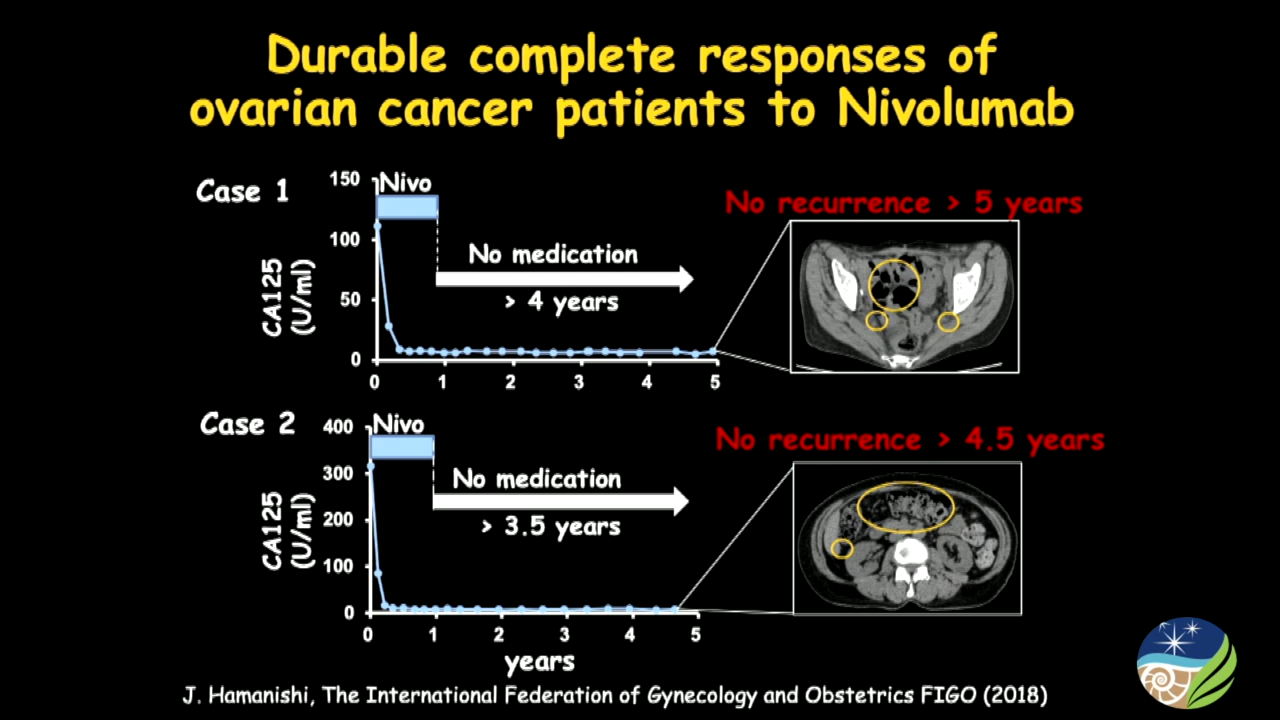 Durable complete responses of
ovarian cancer patients to Nivolumab
Case 1
Nivo
150
100
50
0
CA125
(U/ml)
No medication
> 4 years
0 1 2 3 4 5
No recurrence > 5 years
Case 2
Nivo
400
300
200
100
0
CA125
(U/ml)
No medication
> 3.5 years
0 1 2 3 4 5
years
No recurrence > 4.5 years
J. Hamanishi, The International Federation of Gynecology and Obstetrics FIGO (2018)